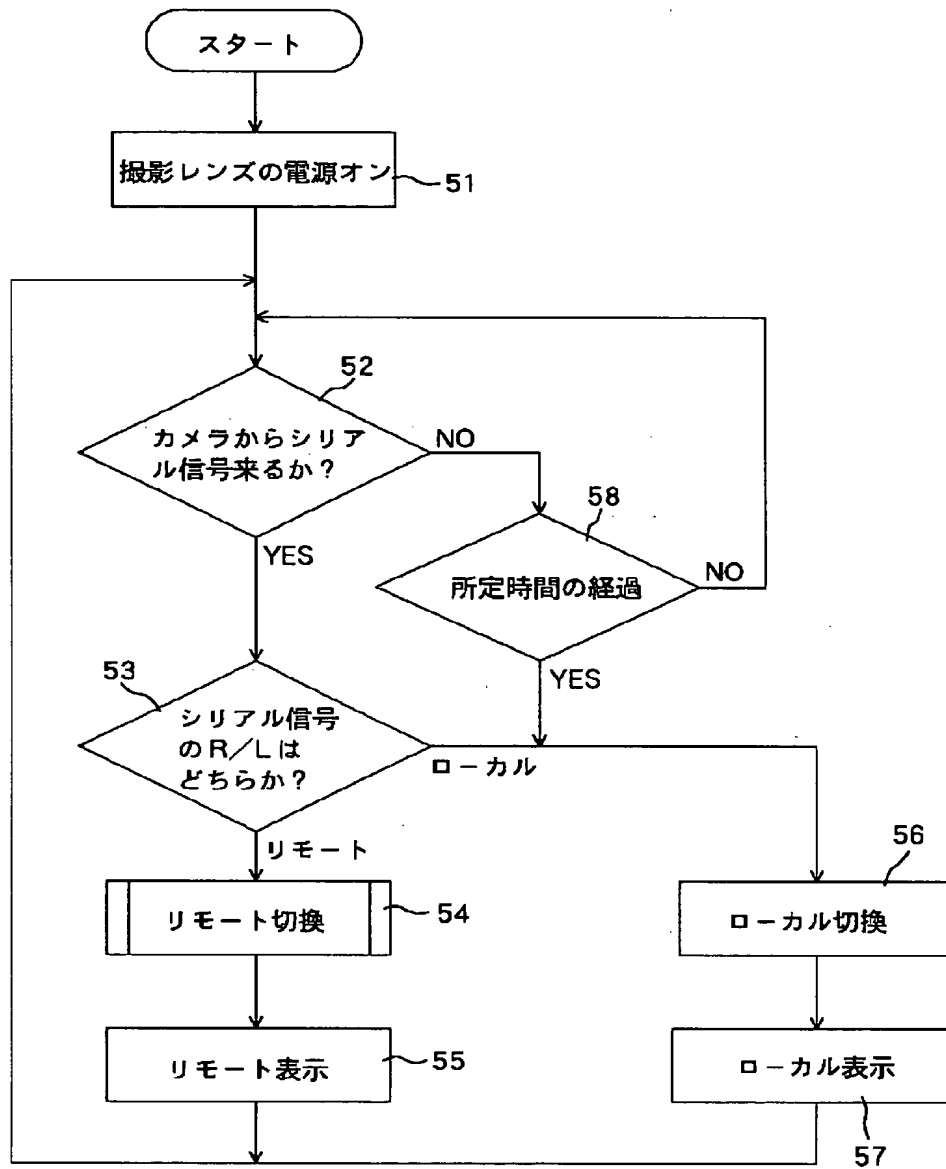 スタート
撮影レンズの電源オン
51
52
カメラからシリア
ル信号来るか？
NO
58
YES
所定時間の経過
NO
53
YES
シリアル信号
のR／Lは
どちらか？
ローカル
リモート
56
リモート切換
54
ローカル切換
リモート表示
55
ローカル表示
57